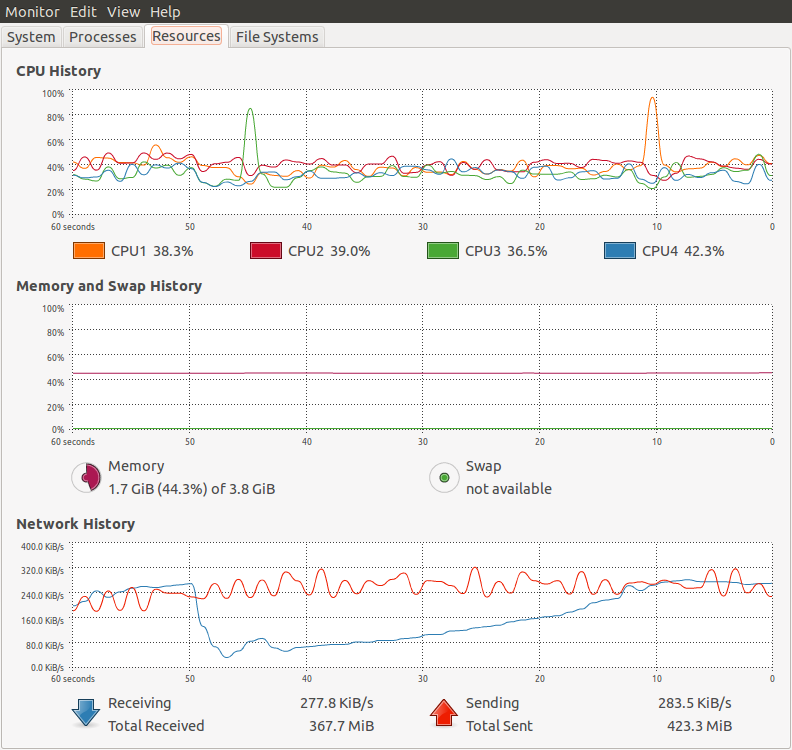 Monitor Edit View Help
System Processes Resources File Systems
CPU History
100%
80%
60%
40%
20%
0%
60 seconds 50 40 30 20 10 0
CPU1 38.3% CPU2 39.0% CPU3 36.5% CPU4 42.3%
Memory and Swap History
100%
80%
60%
40%
20%
0%
60 seconds 50 40 30 20 10 0
Memory
1.7 GiB (44.3%) of 3.8 GiB
Swap
not available
Network History
400.0 KiB/s
320.0 KiB/s
240.0 KiB/s
160.0 KiB/s
80.0 KiB/s
0.0 KiB/s
60 seconds 50 40 30 20 10 0
Receiving 277.8 KiB/s
Total Received 367.7 MiB
Sending 283.5 KiB/s
Total Sent 423.3 MiB